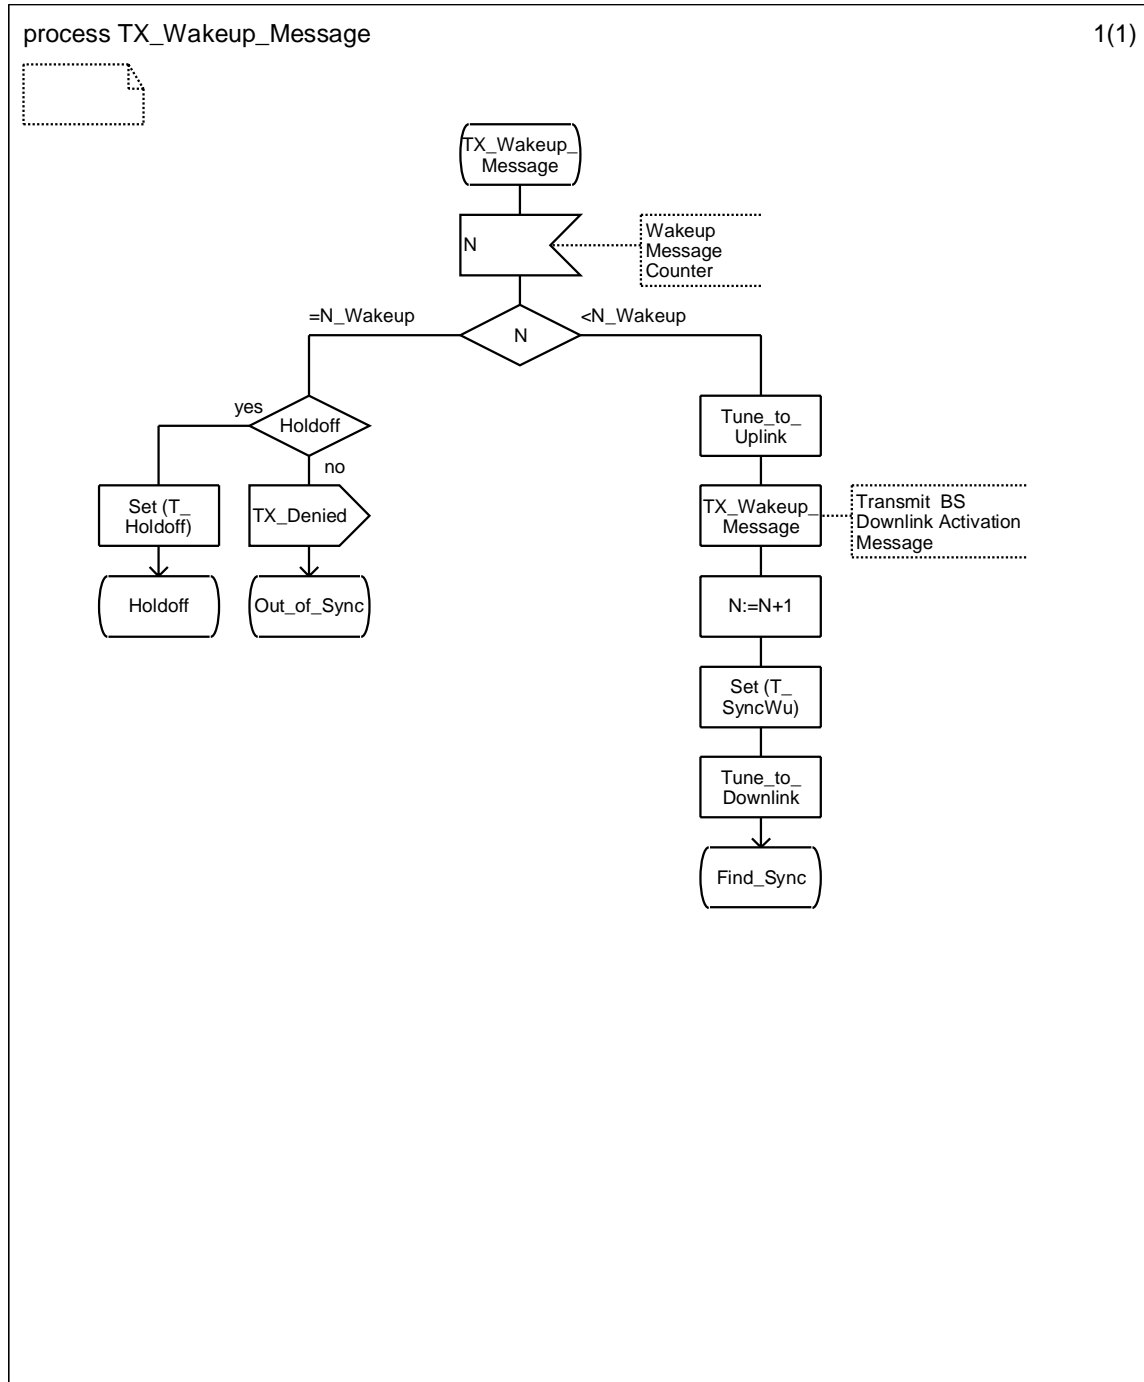 process TX_Wakeup_Message
1(1)
TX_Wakeup_
Message
N
Wakeup
Message
Counter
=N_Wakeup
N
<N_Wakeup
yes
Holdoff
no
Set (T_
Holdoff)
TX_Denied
Holdoff
Out_of_Sync
Tune_to_
Uplink
TX_Wakeup_
Message
Transmit BS
Downlink Activation
Message
N:=N+1
Set (T_
SyncWu)
Tune_to_
Downlink
Find_Sync